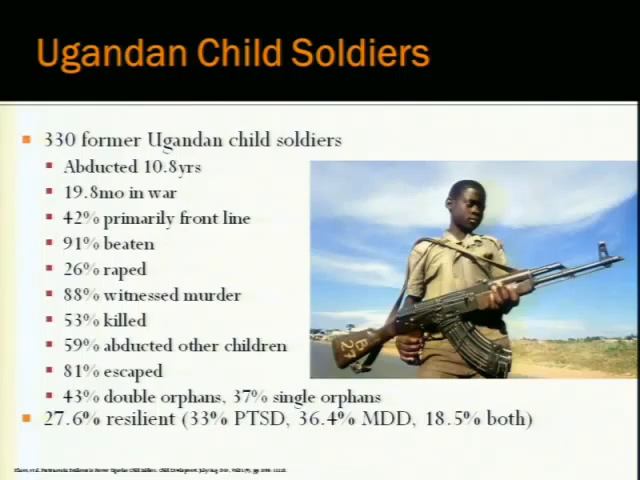 Ugandan Child Soldiers
330 former Ugandan child soldiers
Abducted 10.8yrs
19.8mo in war
42% primarily front line
91% beaten
26% raped
88% witnessed murder
53% killed
59% abducted other children
81% escaped
43% double orphans, 37% single orphans
27.6% resilient (33% PTSD, 36.4% MDD, 18.5% both)